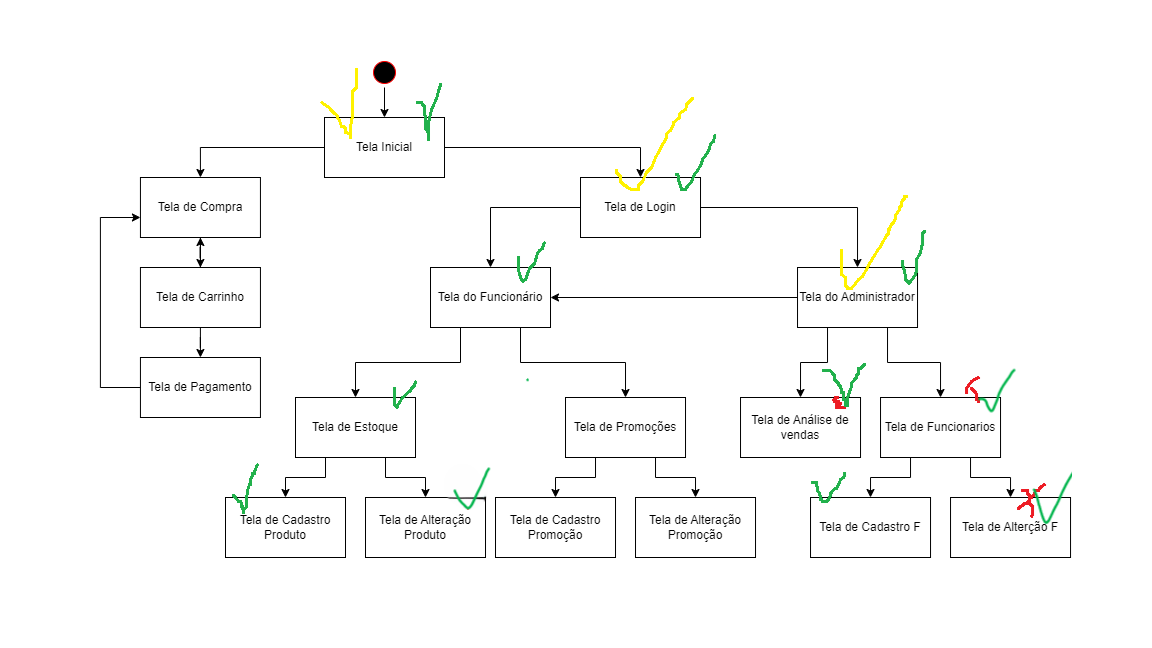 Tela Inicial
Tela de Compra
Tela de Login
Tela de Carrinho
Tela do Funcionário
Tela do Administrador
Tela de Pagamento
Tela de Estoque
Tela de Promoções
Tela de Análise de
vendas
Tela de Funcionarios
Tela de Cadastro
Produto
Tela de Alteração
Produto
Tela de Cadastro
Promoção
Tela de Alteração
Promoção
Tela de Cadastro F
Tela de Alterção F